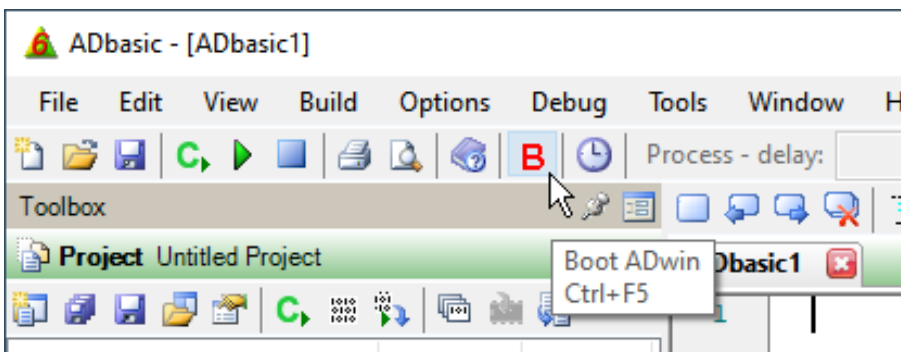 6 ADbasic - [ADbasic1]
File Edit View Build Options Debug Tools Window H
C B Process - delay:
Toolbox
Project Untitled Project
Boot ADwin
Ctrl+F5
Dbasic1
C
1